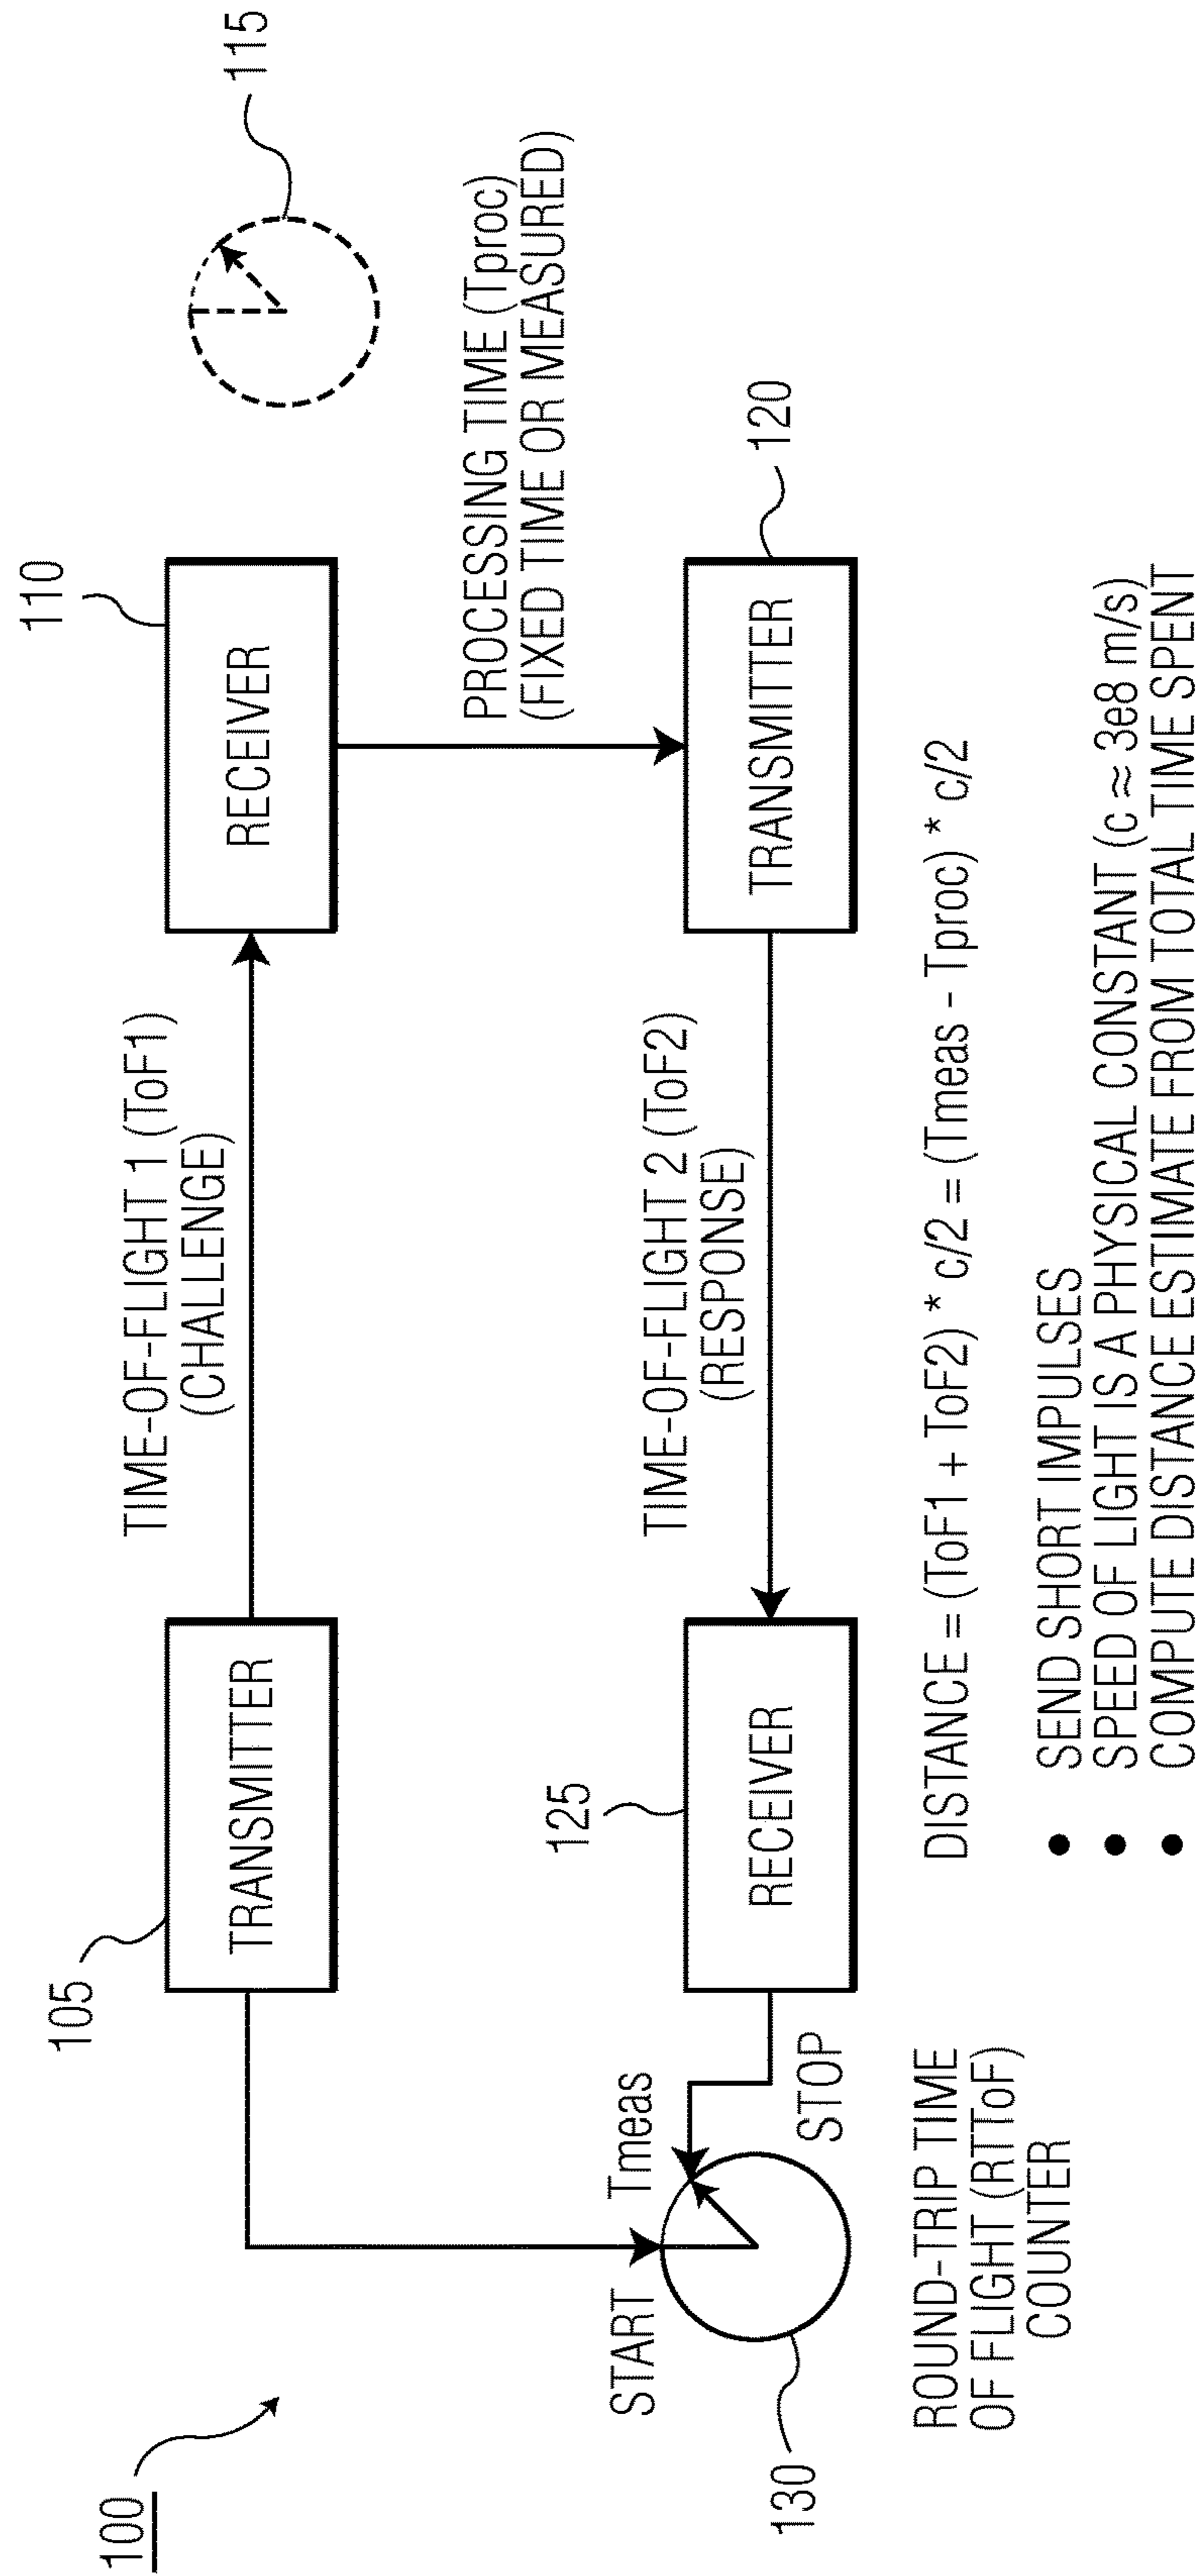 100
105
TRANSMITTER
TIME-OF-FLIGHT 1 (ToF1)
(CHALLENGE)
110
RECEIVER
115
PROCESSING TIME (Tproc)
(FIXED TIME OR MEASURED)
120
TRANSMITTER
TIME-OF-FLIGHT 2 (ToF2)
(RESPONSE)
125
RECEIVER
START
Tmeas
STOP
130
ROUND-TRIP TIME
OF FLIGHT (RTToF)
COUNTER
DISTANCE = (ToF1 + ToF2) * c/2 = (Tmeas - Tproc) * c/2
• SEND SHORT IMPULSES
• SPEED OF LIGHT IS A PHYSICAL CONSTANT (c ≈ 3e8 m/s)
• COMPUTE DISTANCE ESTIMATE FROM TOTAL TIME SPENT